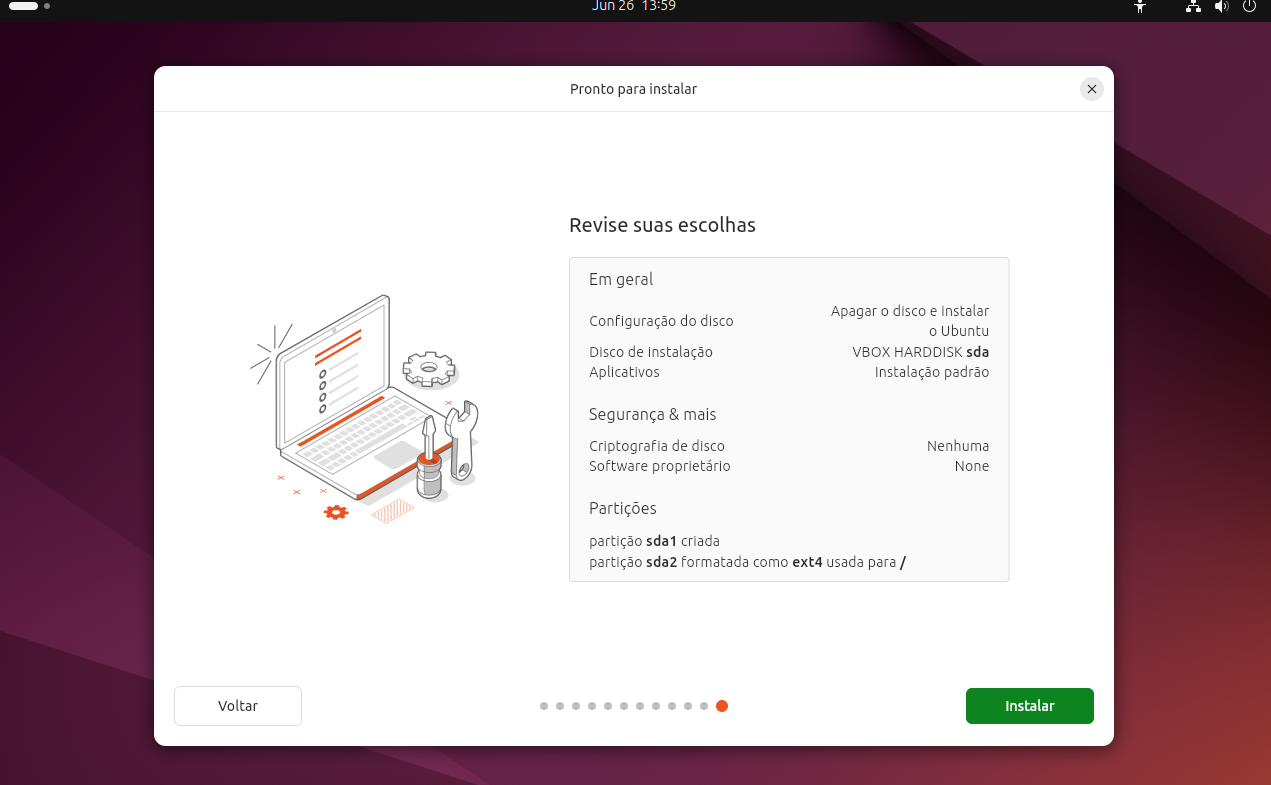 Jun 26 13:59
Pronto para instalar
Revise suas escolhas
Em geral
Configuração do disco
Apagar o disco e instalar
o Ubuntu
Disco de instalação VBOX HARDDISK sda
Aplicativos Instalação padrão
Segurança & mais
Criptografia de disco Nenhuma
Software proprietário None
Partições
partição sda1 criada
partição sda2 formatada como ext4 usada para /
Voltar
Instalar